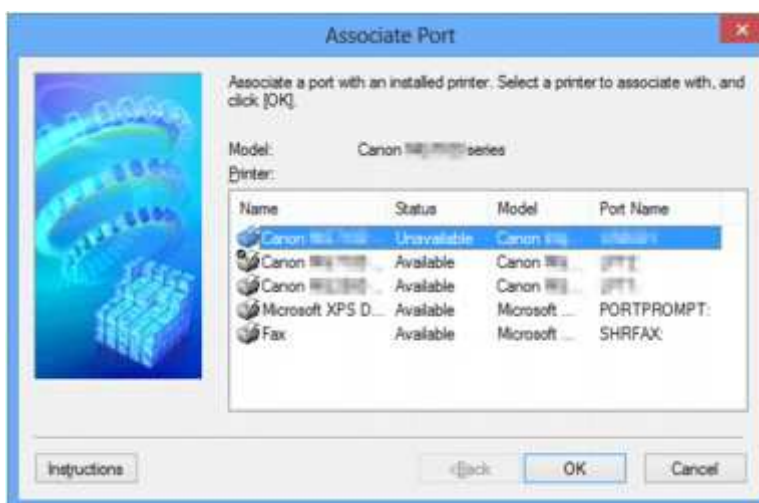 Associate Port
Associate a port with an installed printer. Select a printer to associate with, and
click [OK].
Model: Canon series
Printer:
Name Status Model Port Name
Canon ... Unavailable Canon
Canon ... Available Canon ...
Canon ... Available Canon ...
Microsoft XPS D... Available Microsoft ... PORTPROMPT:
Fax Available Microsoft ... SHRFAX:
Instructions <Back OK Cancel